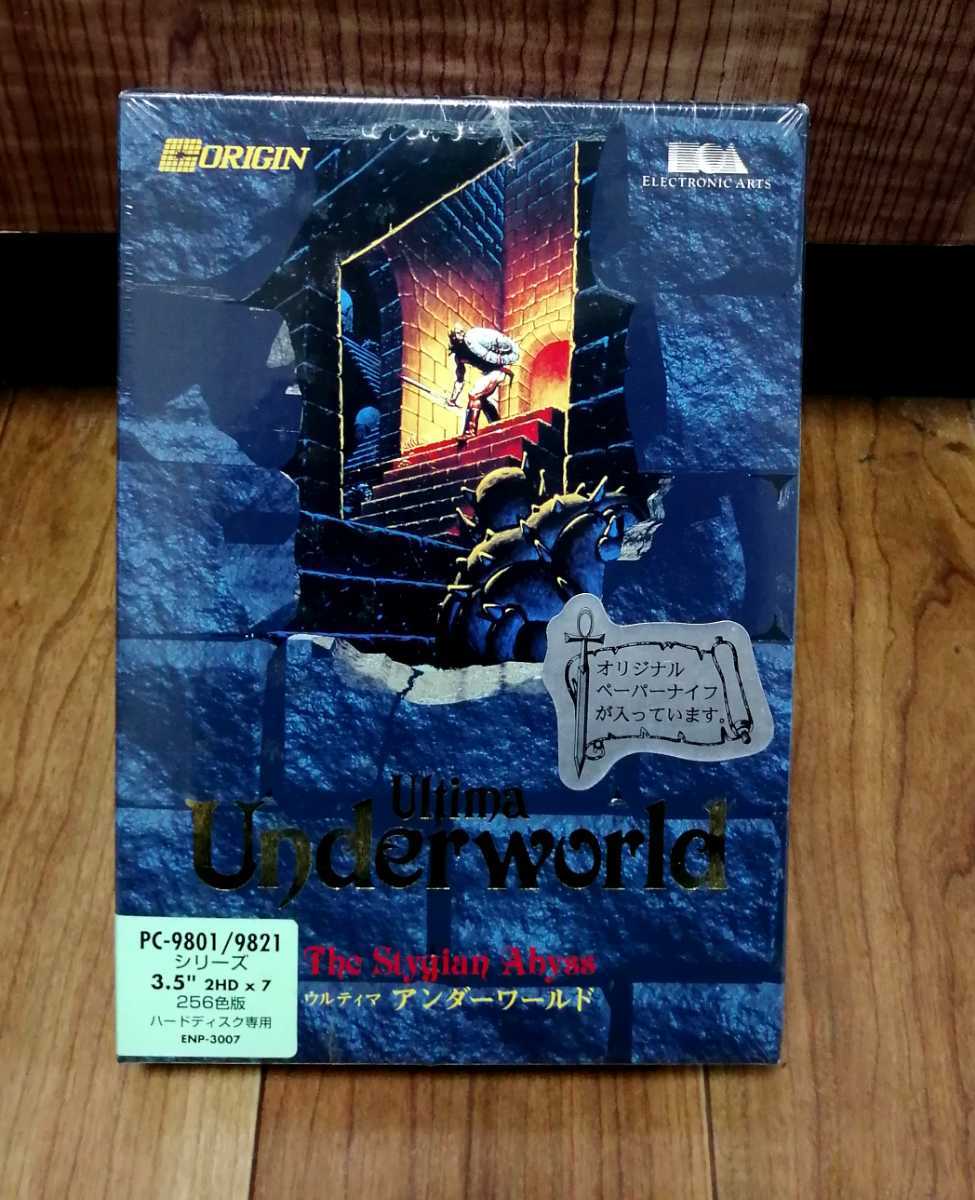 ORIGIN
ELECTRONIC ARTS
オリジナル
ペーパーナイフ
が入っています。
Ultima
Underworld
The Stygian Abyss
ウルティマ アンダーワールド
PC-9801/9821
シリーズ
3.5" 2HD x 7
256色版
ハードディスク専用
ENP-3007